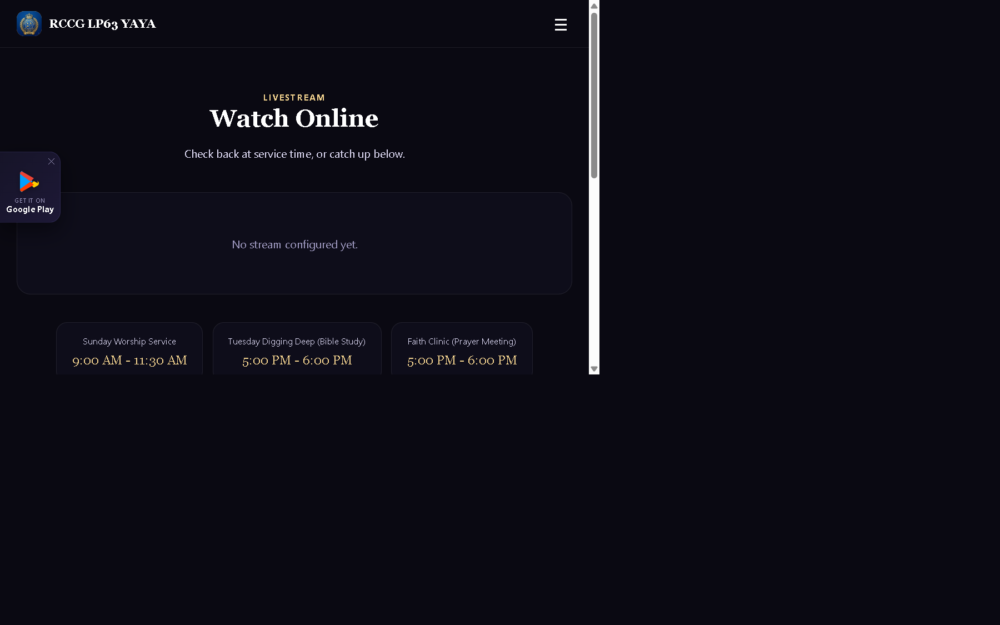 RCCG LP63 YAYA
LIVESTREAM
Watch Online
Check back at service time, or catch up below.
GET IT ON
Google Play
No stream configured yet.
Sunday Worship Service
9:00 AM - 11:30 AM
Tuesday Digging Deep (Bible Study)
5:00 PM - 6:00 PM
Faith Clinic (Prayer Meeting)
5:00 PM - 6:00 PM